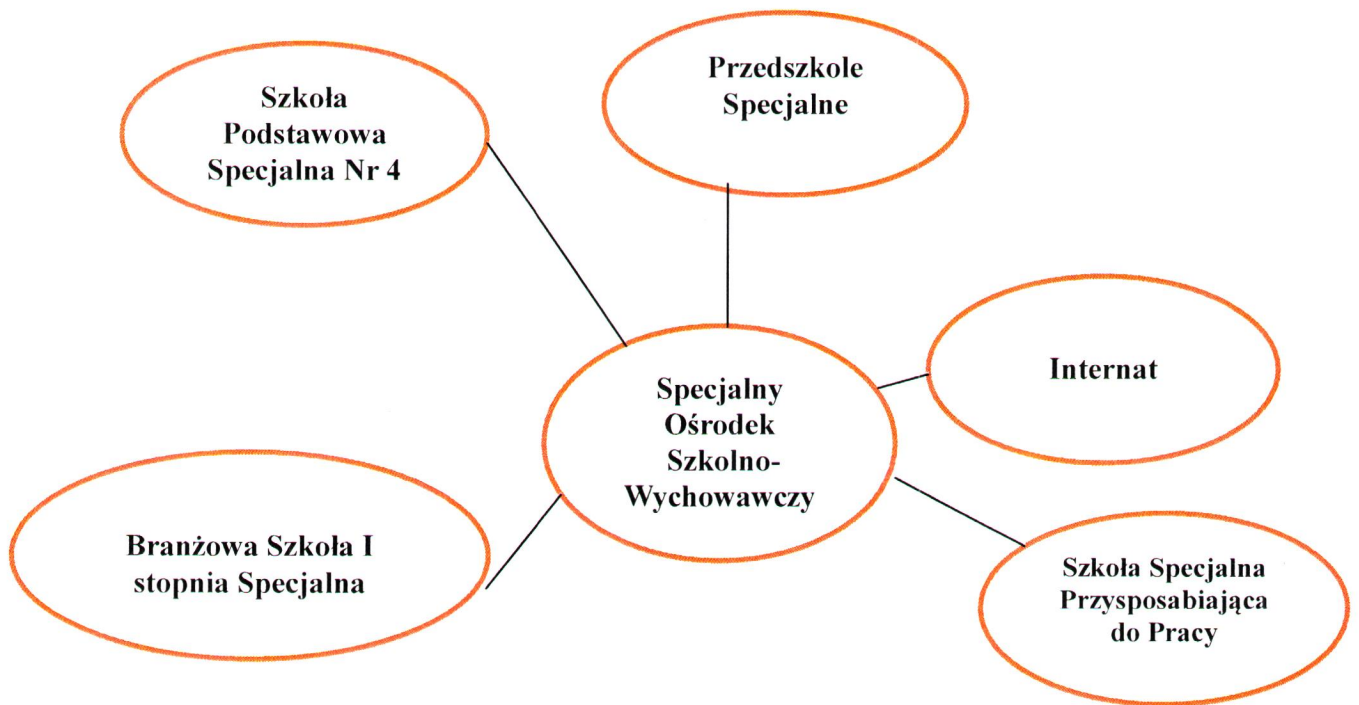 Szkoła
Podstawowa
Specjalna Nr 4
Przedszkole
Specjalne
Internat
Specjalny
Ośrodek
Szkolno-
Wychowawczy
Branżowa Szkoła I
stopnia Specjalna
Szkoła Specjalna
Przysposabiająca
do Pracy